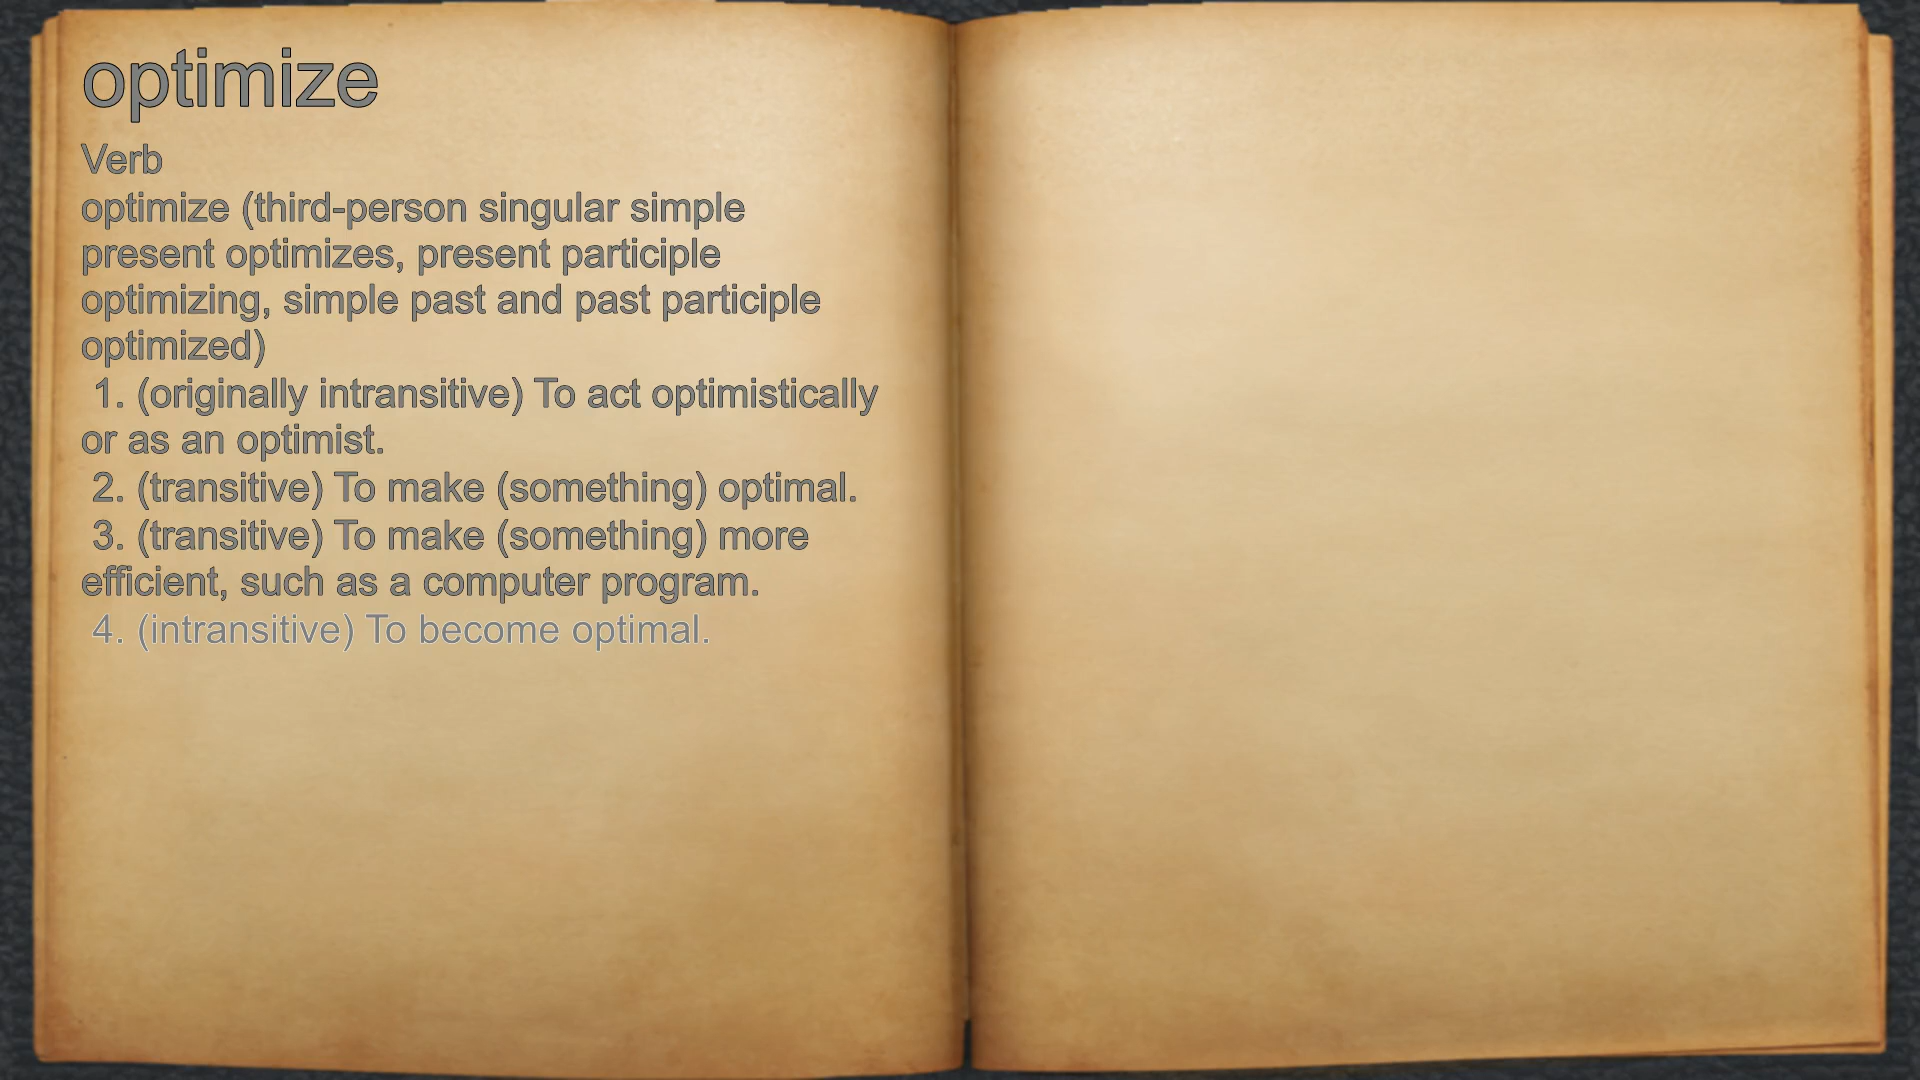 optimize
Verb
optimize (third-person singular simple
present optimizes, present participle
optimizing, simple past and past participle
optimized)
1. (originally intransitive) To act optimistically
or as an optimist.
2. (transitive) To make (something) optimal.
3. (transitive) To make (something) more
efficient, such as a computer program.
4. (intransitive) To become optimal.